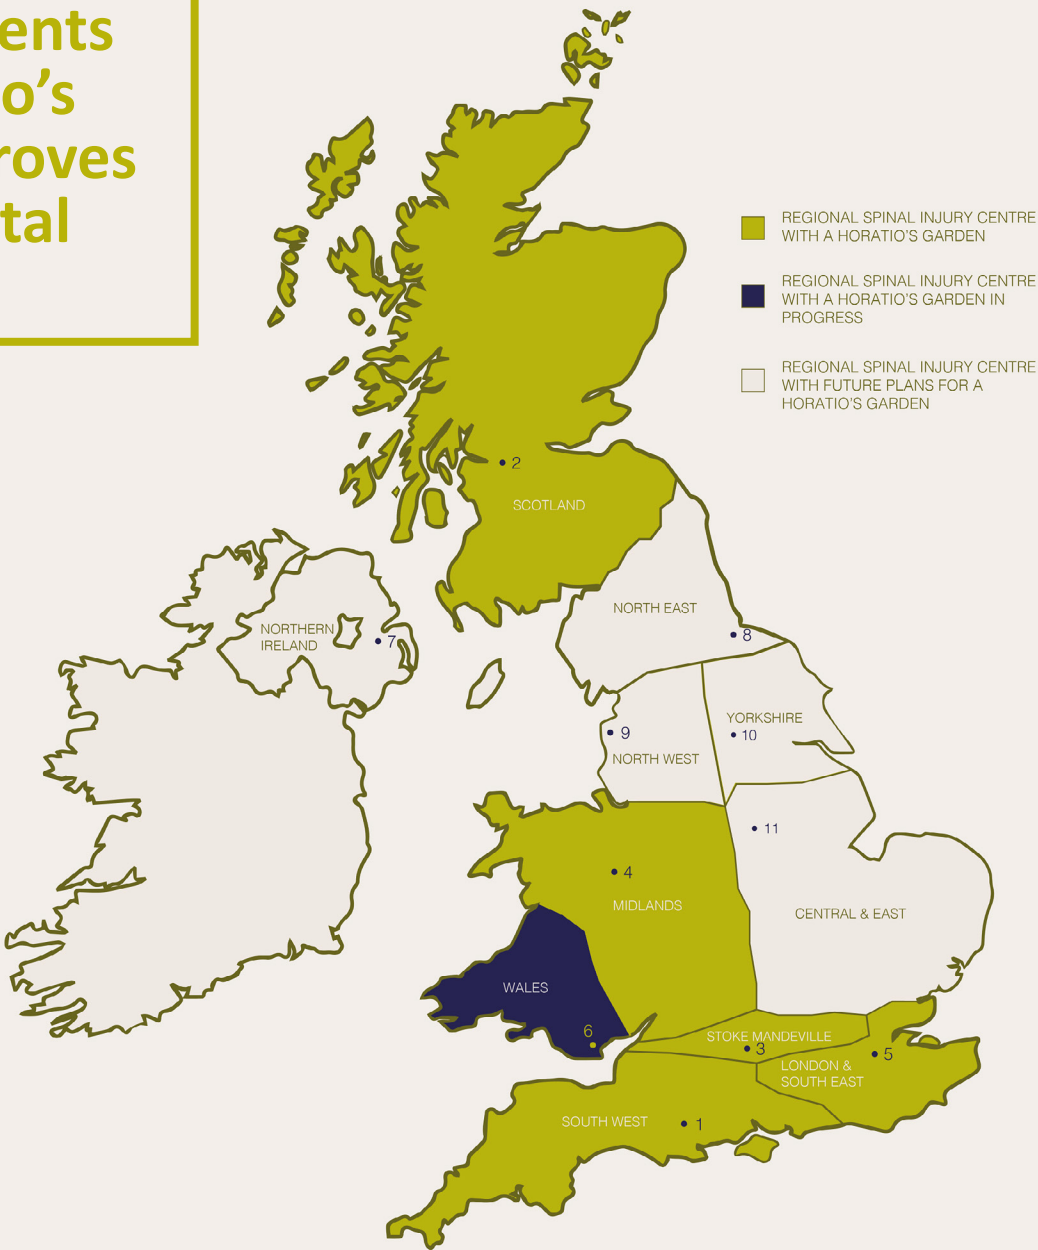 ents
o’s
roves
tal
REGIONAL SPINAL INJURY CENTRE
WITH A HORATIO’S GARDEN
REGIONAL SPINAL INJURY CENTRE
WITH A HORATIO’S GARDEN IN
PROGRESS
REGIONAL SPINAL INJURY CENTRE
WITH FUTURE PLANS FOR A
HORATIO’S GARDEN
2
SCOTLAND
NORTH EAST
NORTHERN
IRELAND
7
8
YORKSHIRE
9
10
NORTH WEST
11
4
MIDLANDS
CENTRAL & EAST
WALES
6
STOKE MANDEVILLE
3
5
LONDON &
SOUTH EAST
SOUTH WEST
1